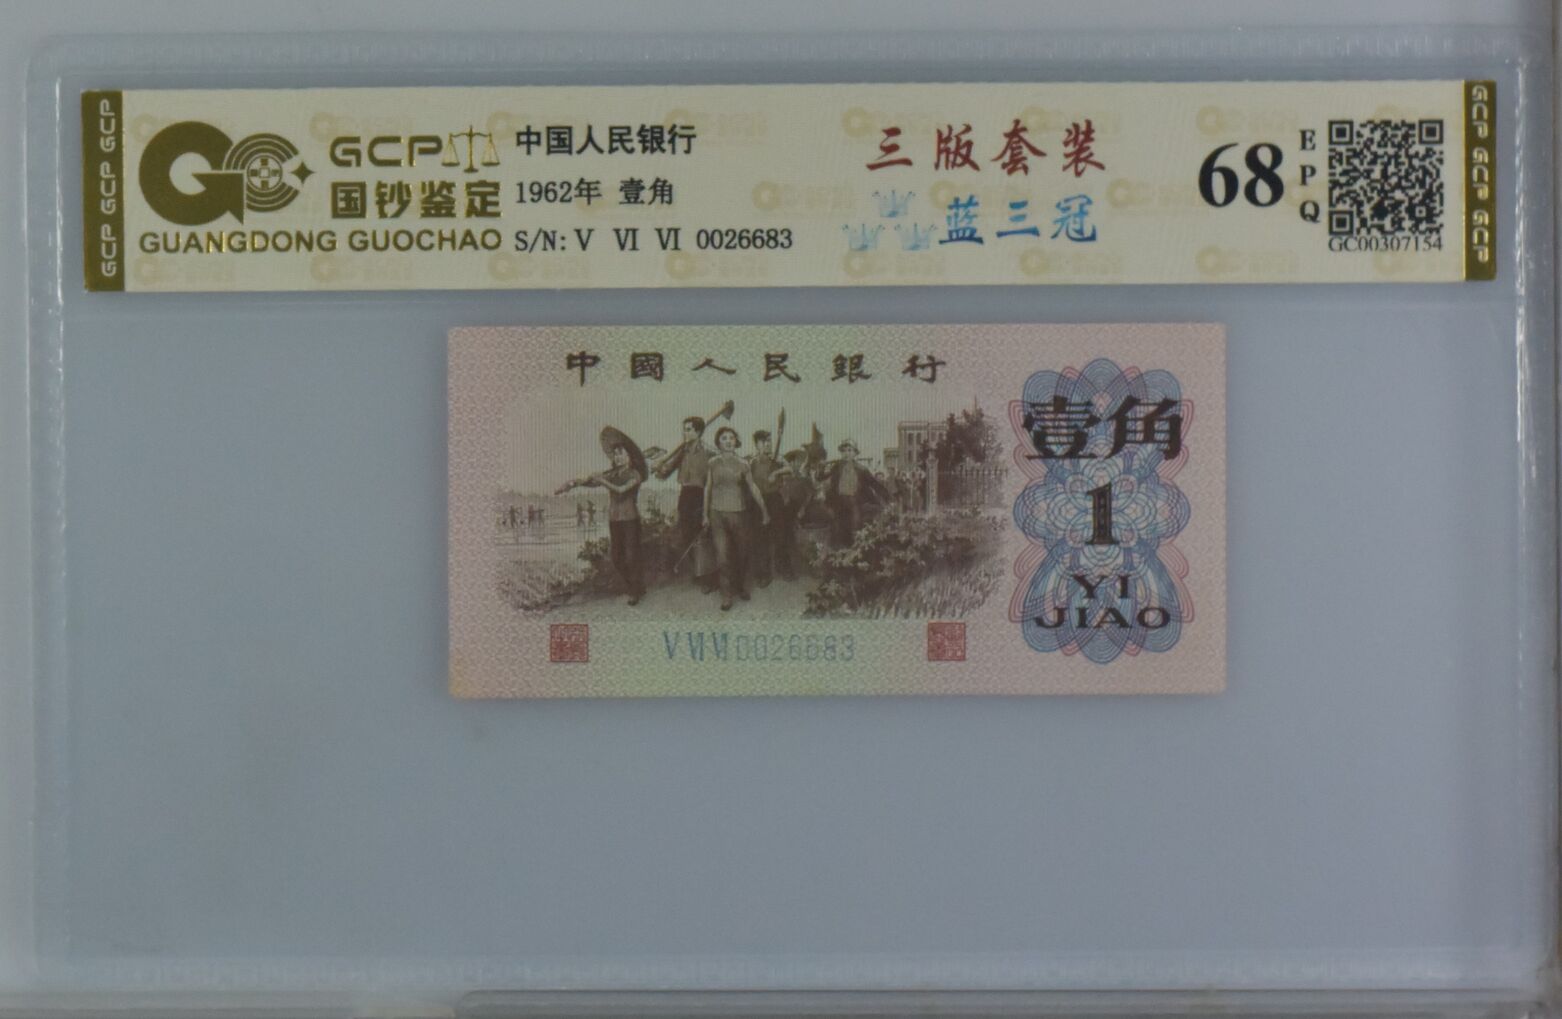 GCP GCP GCP
GCP
国钞鉴定
GUANGDONG GUOCHAO
中国人民银行
1962年 壹角
S/N: V VI VI 0026683
三版套装
蓝三冠
68
EPQ
GC00307154
GCP GCP GCP
中國人民銀行
壹角
1
YI
JIAO
V VI VI 0026683